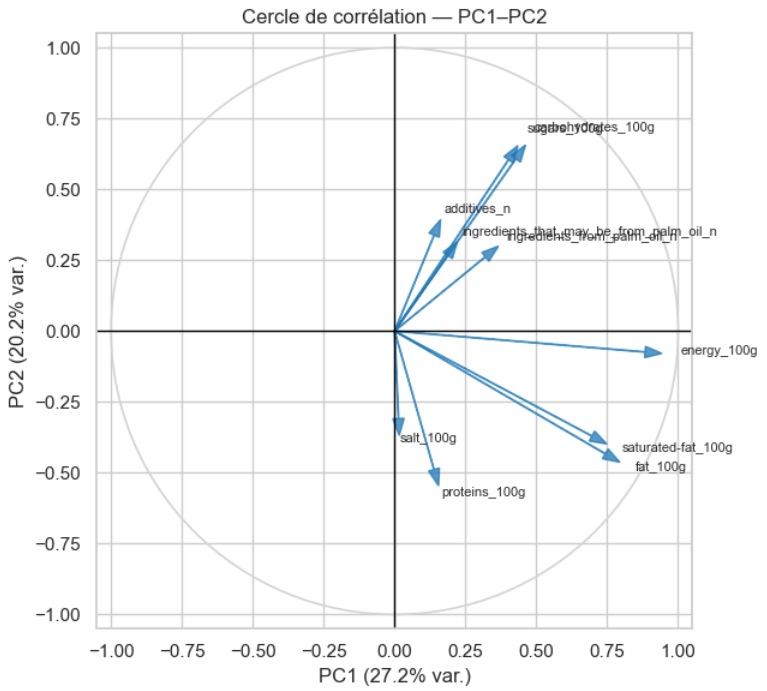 Cercle de corrélation — PC1–PC2
1.00
0.75
0.50
0.25
0.00
−0.25
−0.50
−0.75
−1.00
PC2 (20.2% var.)
sugars_100g
carbohydrates_100g
additives_n
ingredients_that_may_be_from_palm_oil_n
ingredients_from_palm_oil_n
energy_100g
saturated-fat_100g
fat_100g
salt_100g
proteins_100g
−1.00 −0.75 −0.50 −0.25 0.00 0.25 0.50 0.75 1.00
PC1 (27.2% var.)